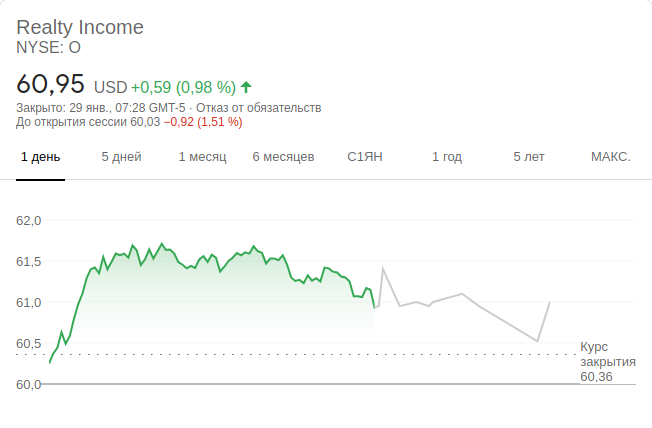 Realty Income
NYSE: O
60,95 USD +0,59 (0,98 %)
Закрыто: 29 янв., 07:28 GMT-5 · Отказ от обязательств
До открытия сессии 60,03 −0,92 (1,51 %)
1 день 5 дней 1 месяц 6 месяцев С1ЯН 1 год 5 лет МАКС.
62,0
61,5
61,0
60,5
Курс
закрытия
60,36
60,0